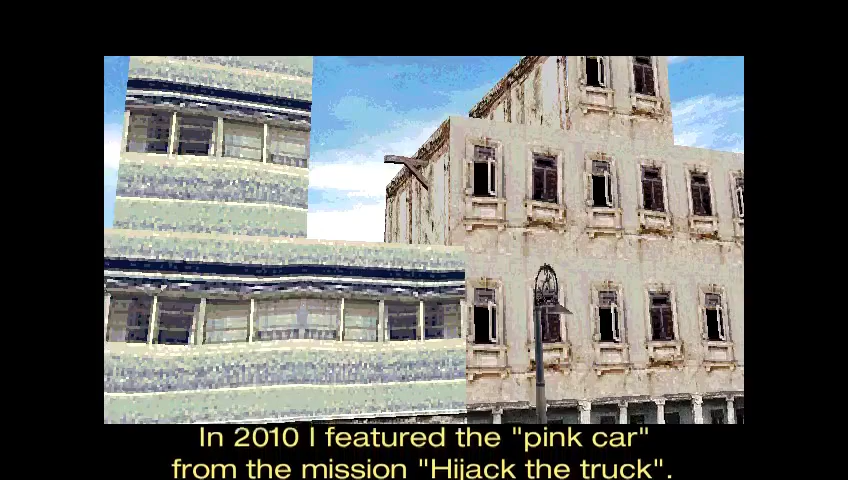 In 2010 I featured the "pink car"
from the mission "Hijack the truck".